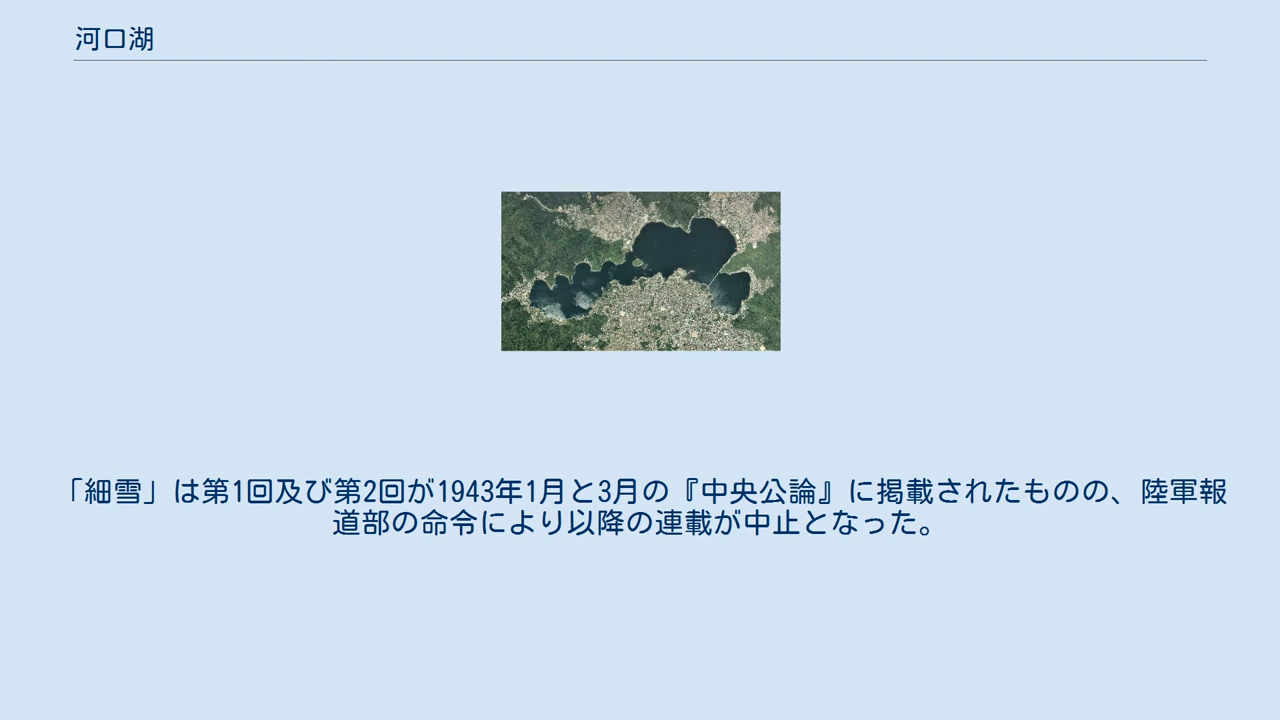 河口湖
「細雪」は第1回及び第2回が1943年1月と3月の『中央公論』に掲載されたものの、陸軍報
道部の命令により以降の連載が中止となった。